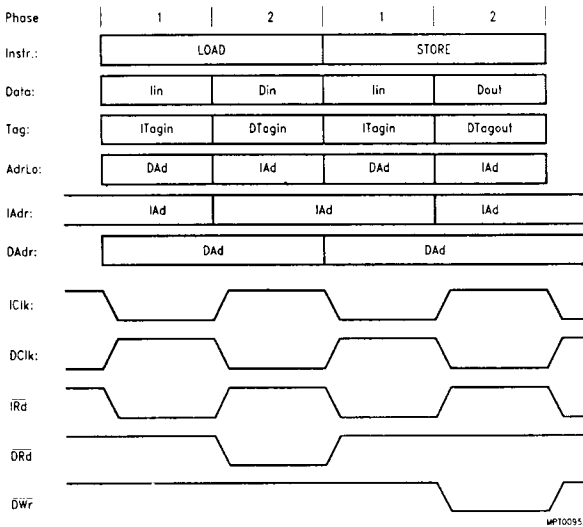 Phase 1 2 1 2
Instr.: LOAD STORE
Data: Iin Din Iin Dout
Tag: ITagin DTagin ITagin DTagout
AdrLo: DAd IAd DAd IAd
IAdr: IAd IAd IAd
DAdr: DAd DAd
IClk:
DClk:
IRd
DRd
DWr
MPT0095